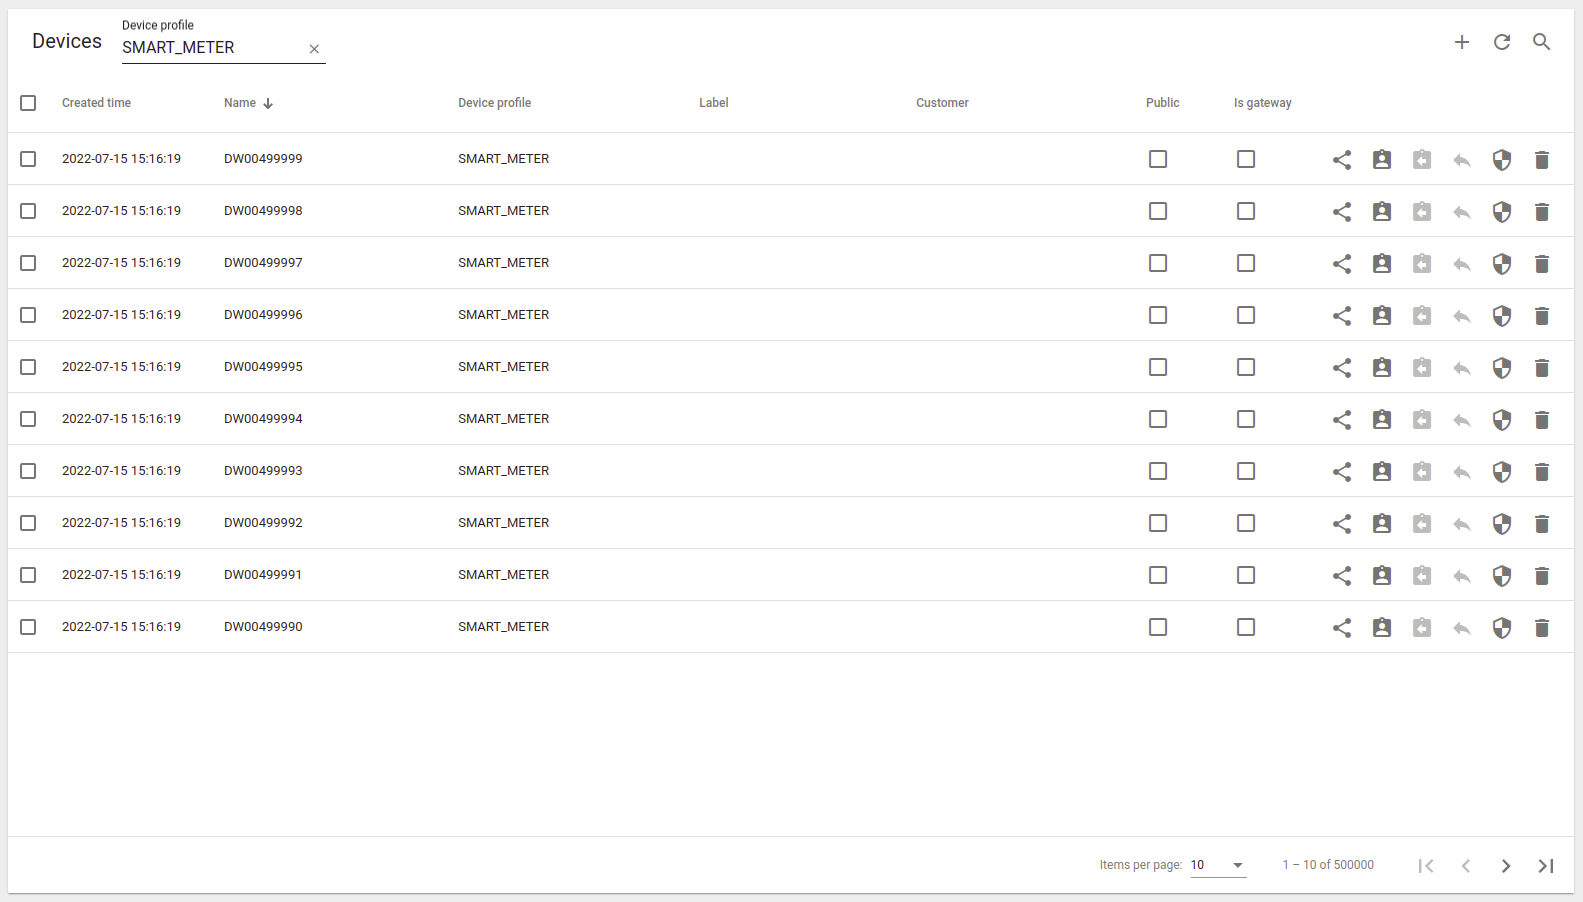 Devices
Device profile
SMART_METER
Created time Name Device profile Label Customer Public Is gateway
2022-07-15 15:16:19 DW00499999 SMART_METER
2022-07-15 15:16:19 DW00499998 SMART_METER
2022-07-15 15:16:19 DW00499997 SMART_METER
2022-07-15 15:16:19 DW00499996 SMART_METER
2022-07-15 15:16:19 DW00499995 SMART_METER
2022-07-15 15:16:19 DW00499994 SMART_METER
2022-07-15 15:16:19 DW00499993 SMART_METER
2022-07-15 15:16:19 DW00499992 SMART_METER
2022-07-15 15:16:19 DW00499991 SMART_METER
2022-07-15 15:16:19 DW00499990 SMART_METER
Items per page: 10 1 – 10 of 500000